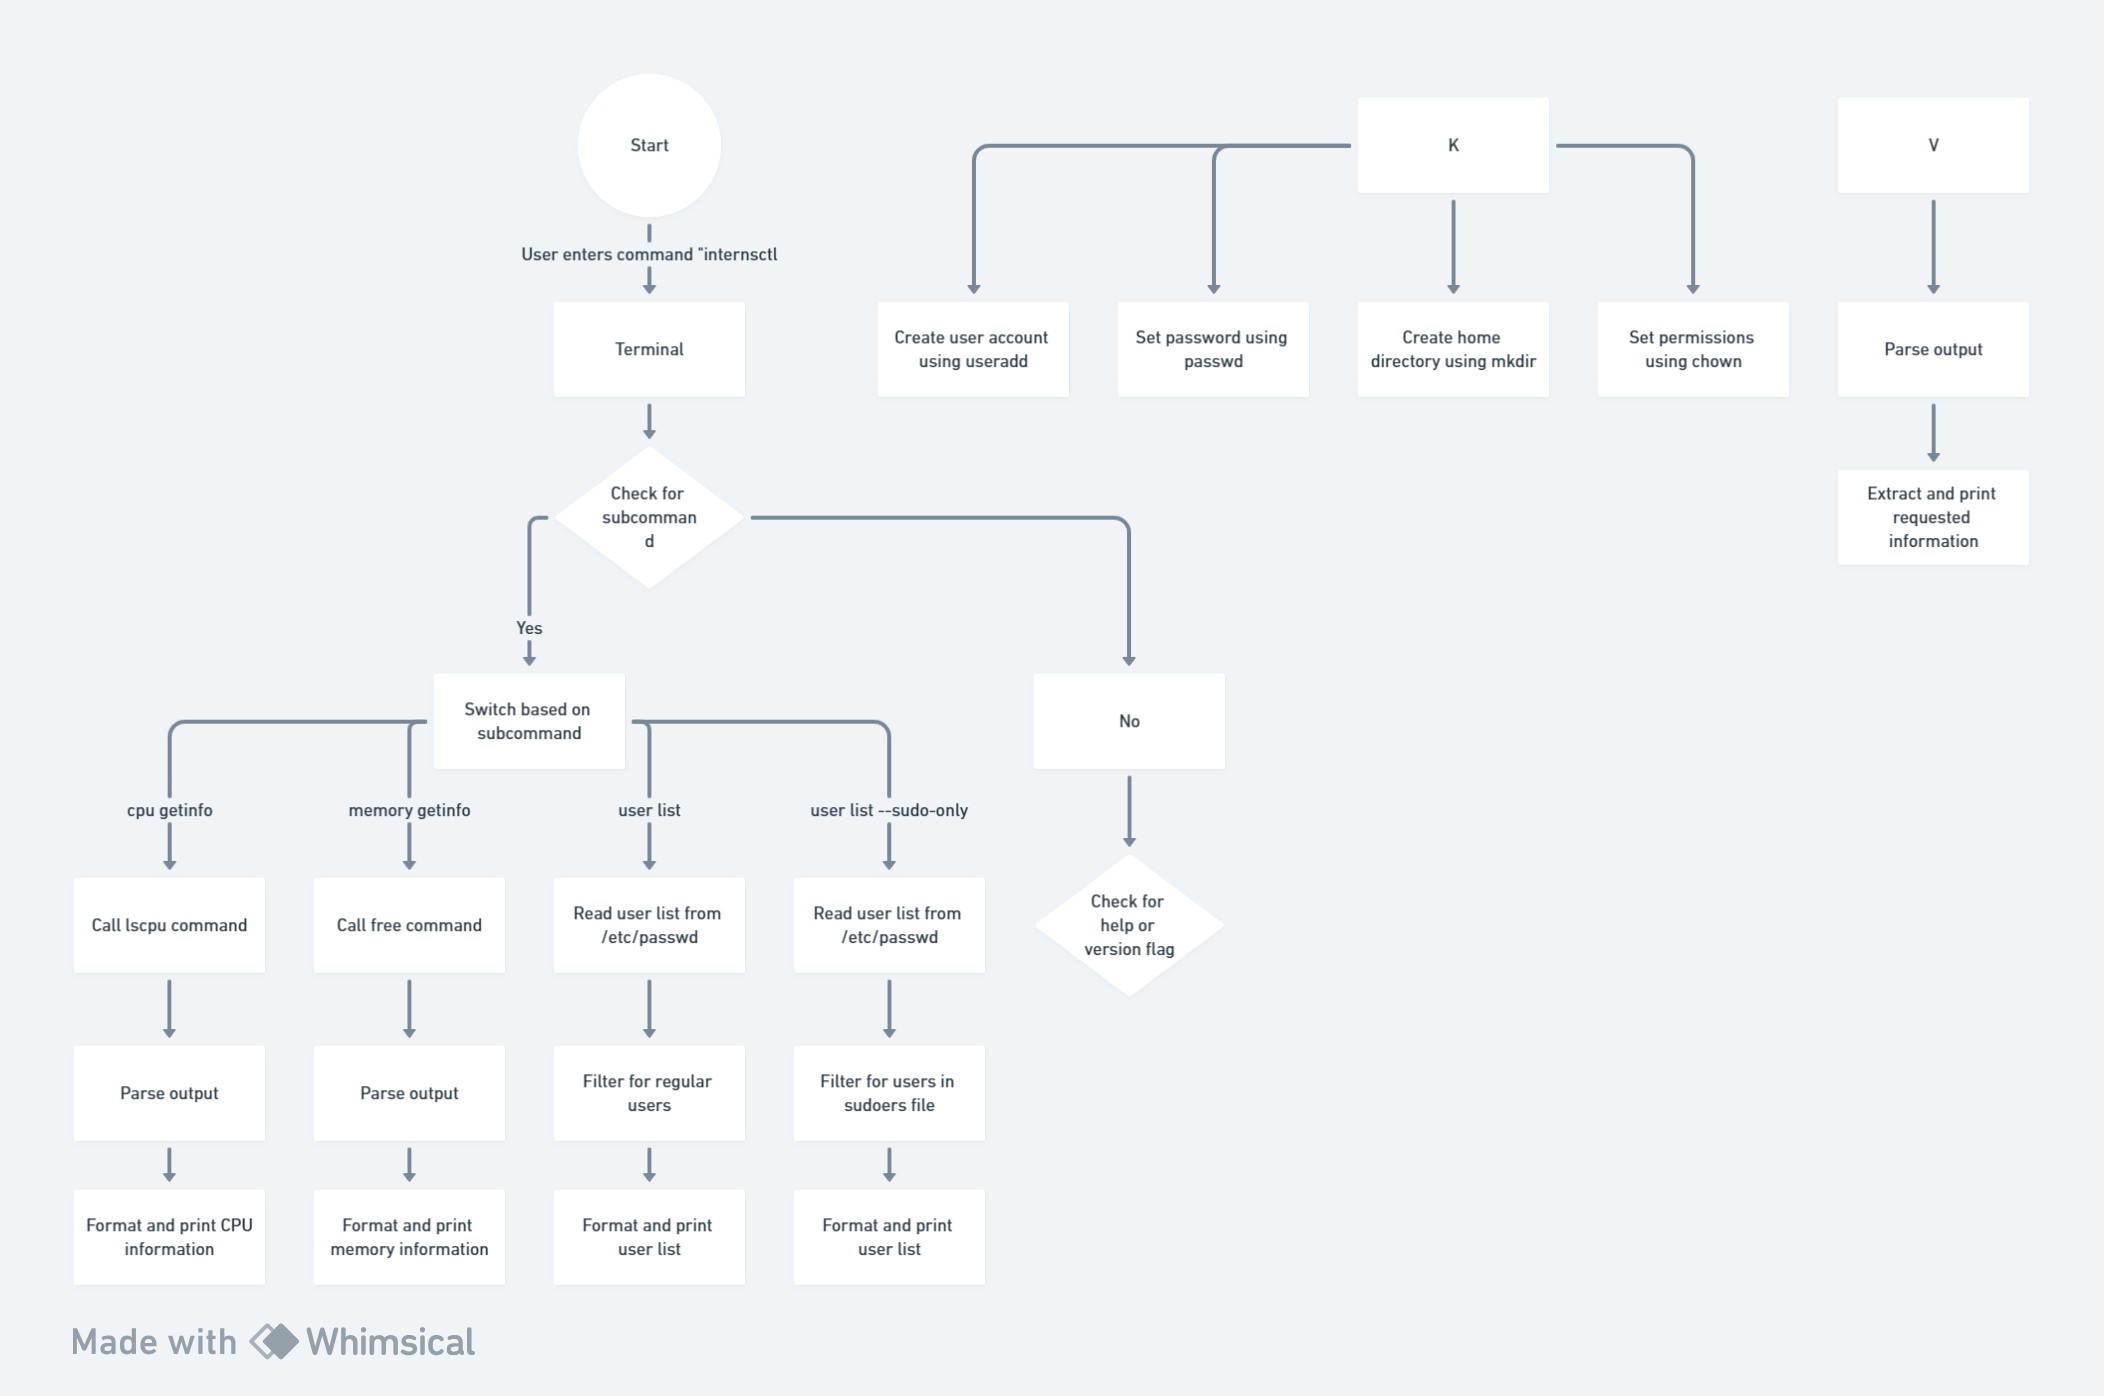 Start
K
V
User enters command "internsctl
Terminal
Create user account
using useradd
Set password using
passwd
Create home
directory using mkdir
Set permissions
using chown
Parse output
Check for
subcomman
d
Extract and print
requested
information
Yes
Switch based on
subcommand
No
cpu getinfo
memory getinfo
user list
user list --sudo-only
Call lscpu command
Call free command
Read user list from
/etc/passwd
Read user list from
/etc/passwd
Check for
help or
version flag
Parse output
Parse output
Filter for regular
users
Filter for users in
sudoers file
Format and print CPU
information
Format and print
memory information
Format and print
user list
Format and print
user list
Made with Whimsical